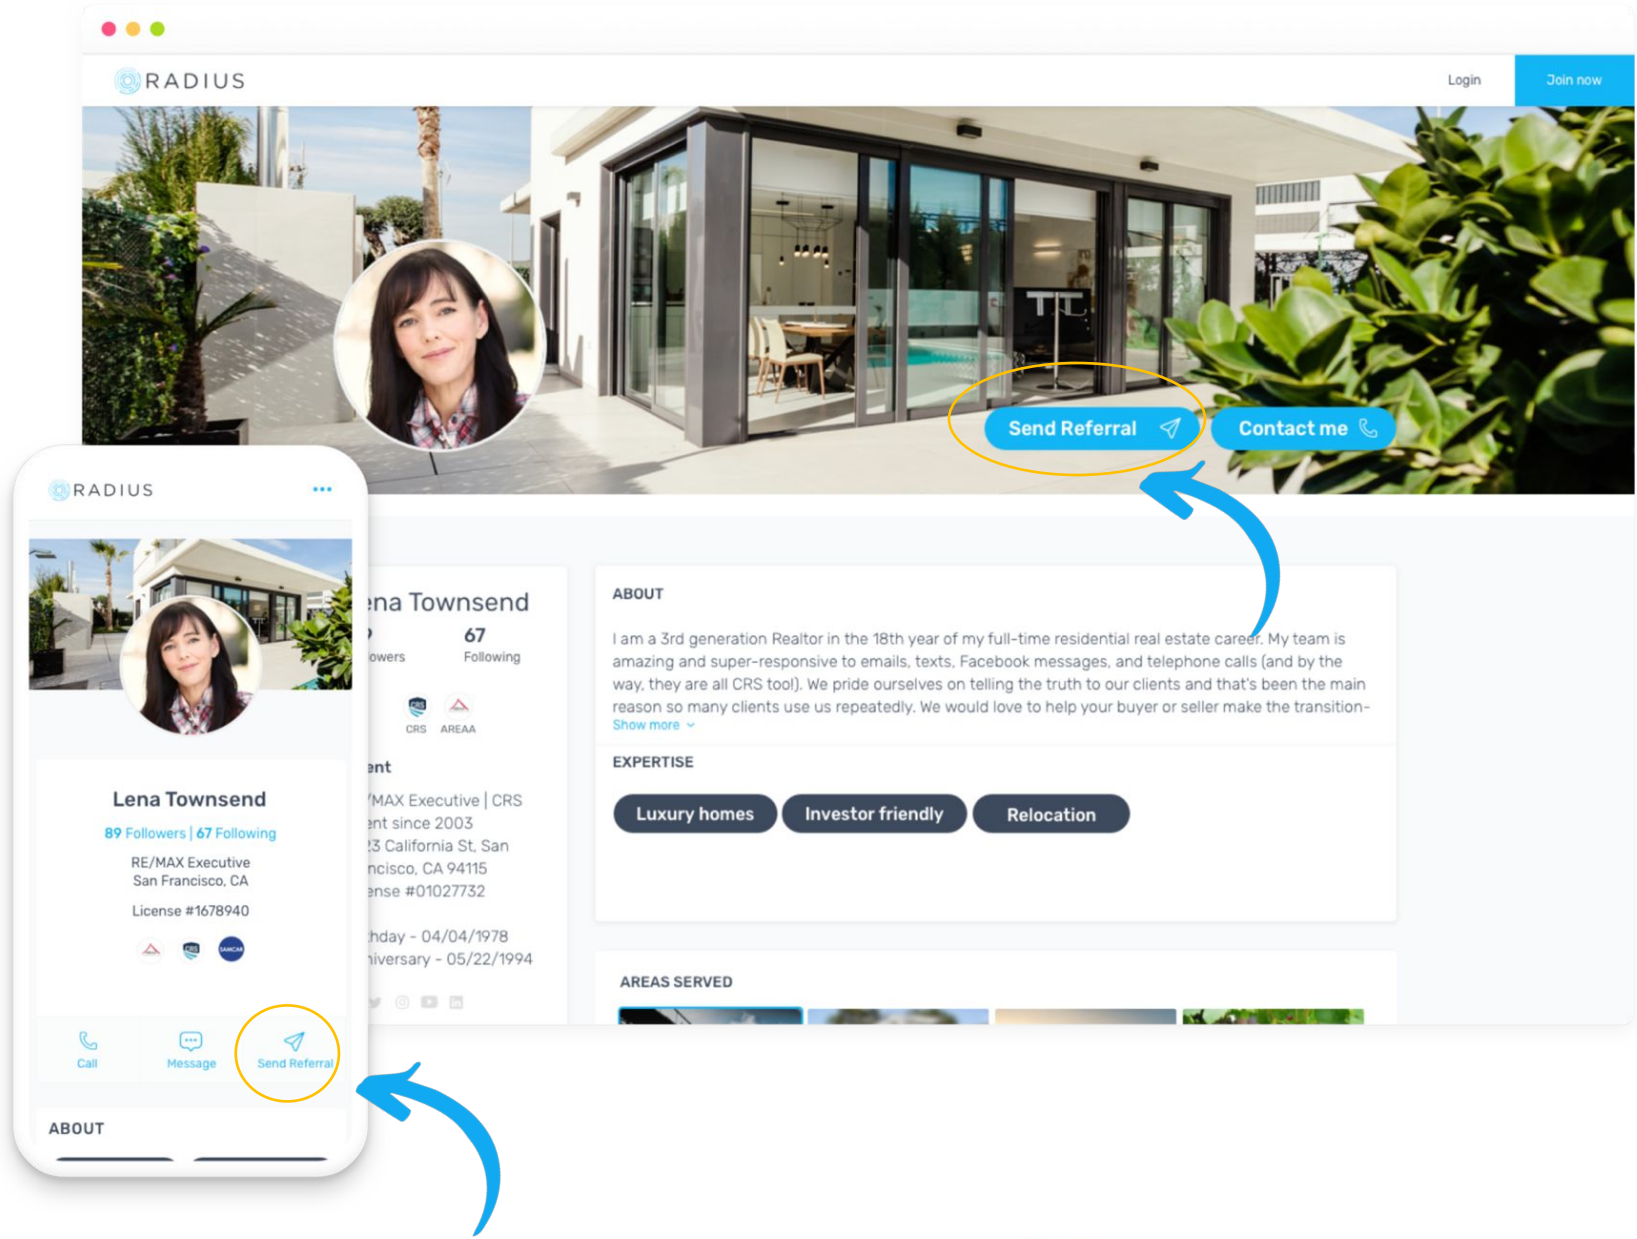 RADIUS
Login
Join now
Send Referral
Contact me
RADIUS
Lena Townsend
89 Followers | 67 Following
RE/MAX Executive
San Francisco, CA
License #1678940
CRS
SAMCAR
Call
Message
Send Referral
ABOUT
ena Townsend
67
owers
Following
CRS
CRS
AREAA
ent
/MAX Executive | CRS
ent since 2003
23 California St, San
ncisco, CA 94115
ense #01027732
hday - 04/04/1978
niversary - 05/22/1994
ABOUT
I am a 3rd generation Realtor in the 18th year of my full-time residential real estate career. My team is
amazing and super-responsive to emails, texts, Facebook messages, and telephone calls (and by the
way, they are all CRS too!). We pride ourselves on telling the truth to our clients and that's been the main
reason so many clients use us repeatedly. We would love to help your buyer or seller make the transition-
Show more
EXPERTISE
Luxury homes
Investor friendly
Relocation
AREAS SERVED